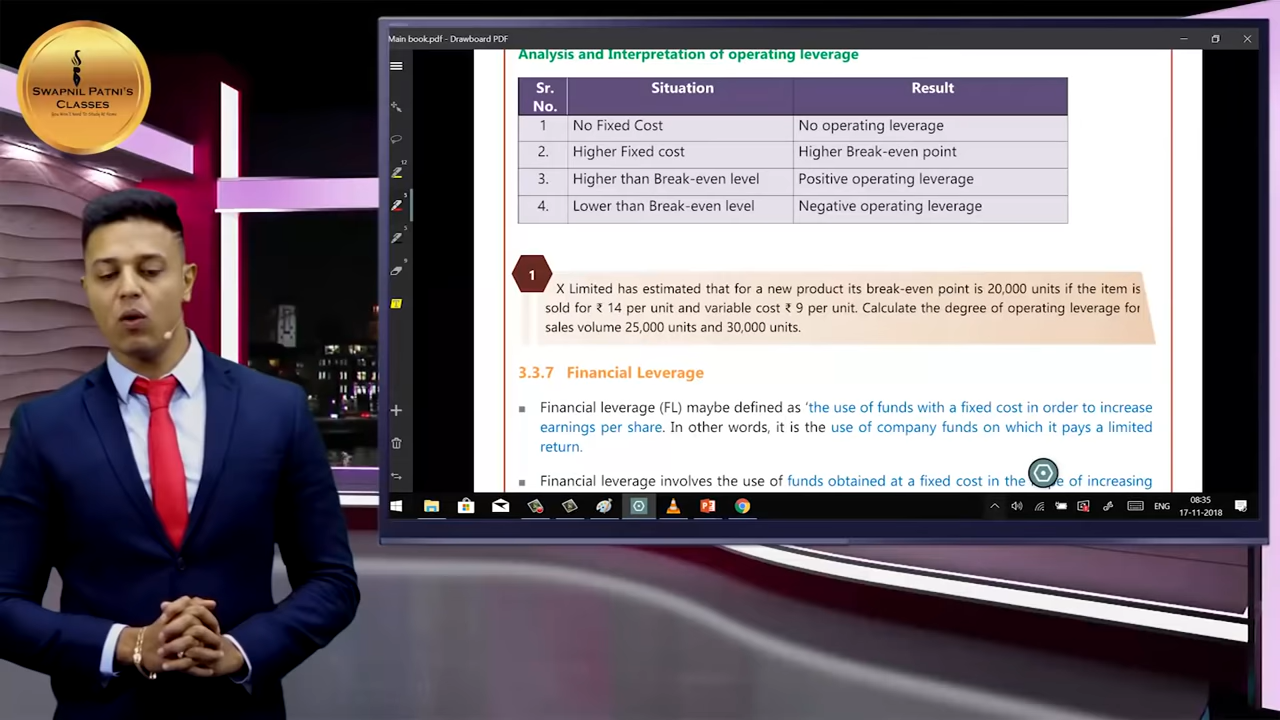 SWAPNIL PATNI'S
CLASSES
Main book.pdf - Drawboard PDF
Analysis and Interpretation of operating leverage
Sr. No. Situation Result
1 No Fixed Cost No operating leverage
2. Higher Fixed cost Higher Break-even point
3. Higher than Break-even level Positive operating leverage
4. Lower than Break-even level Negative operating leverage
1
X Limited has estimated that for a new product its break-even point is 20,000 units if the item is
sold for ₹ 14 per unit and variable cost ₹ 9 per unit. Calculate the degree of operating leverage for
sales volume 25,000 units and 30,000 units.
3.3.7 Financial Leverage
▪ Financial leverage (FL) maybe defined as 'the use of funds with a fixed cost in order to increase
earnings per share. In other words, it is the use of company funds on which it pays a limited
return.
▪ Financial leverage involves the use of funds obtained at a fixed cost in the of increasing
ENG
08:35
17-11-2018